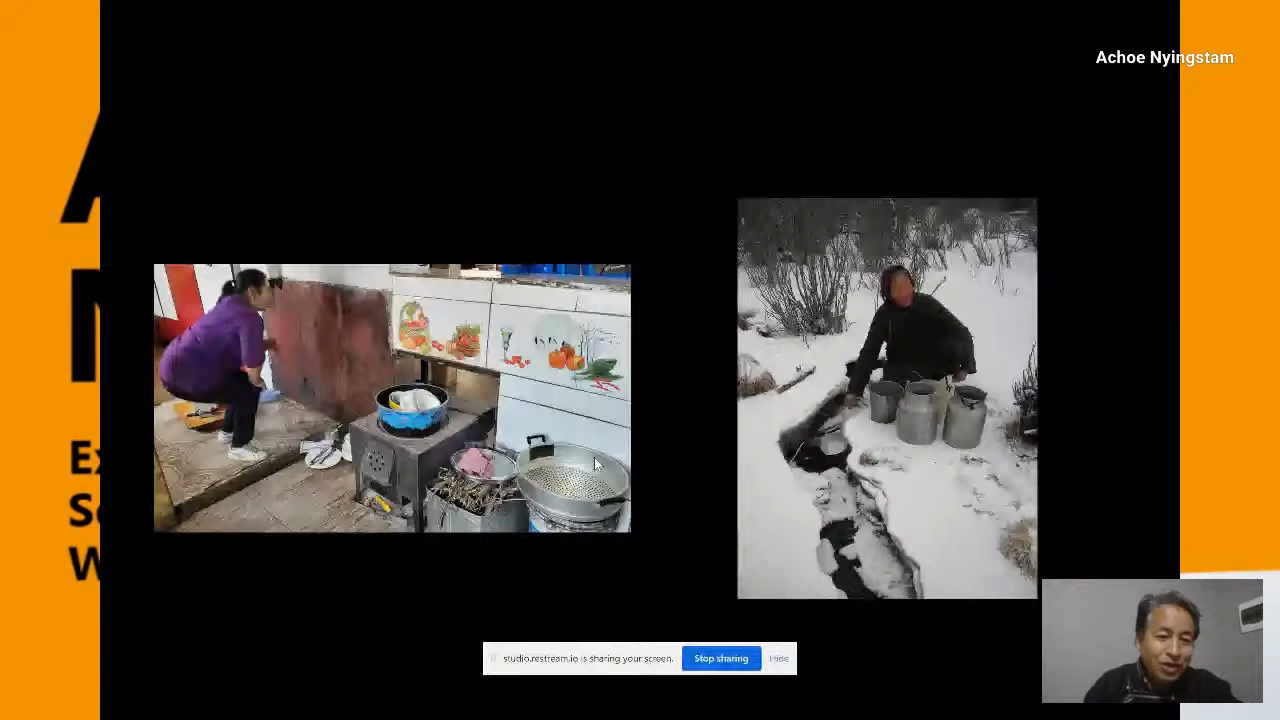 Achoe Nyingstam
studio.restream.io is sharing your screen.
Stop sharing
Hide